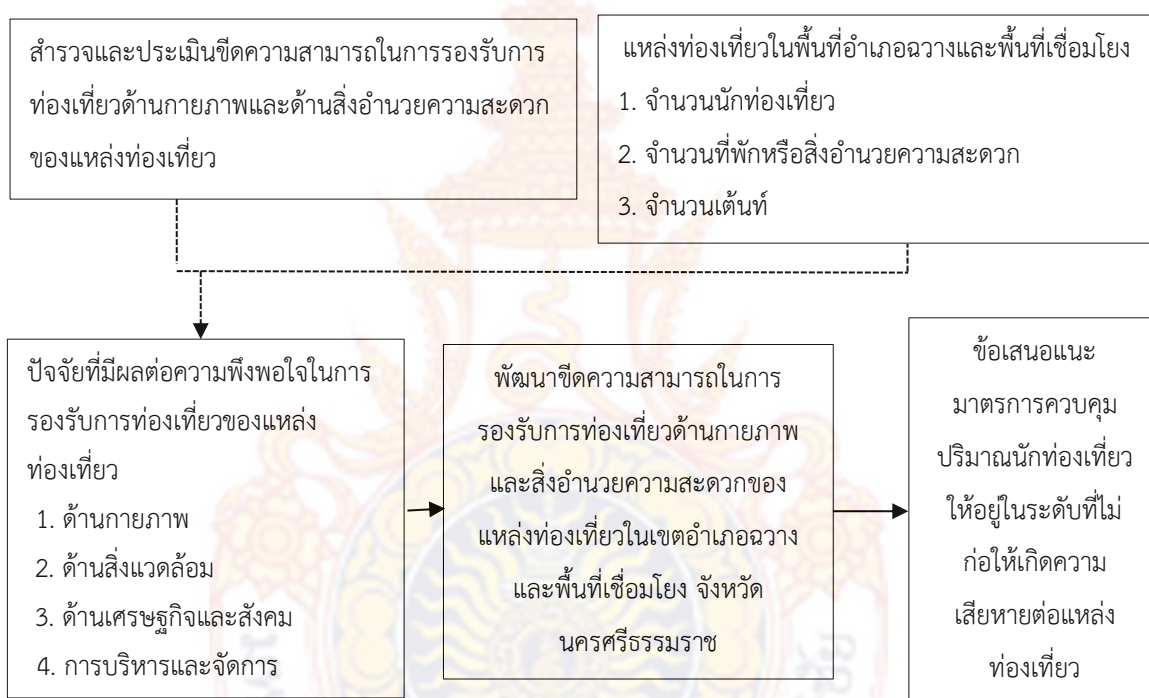 สำรวจและประเมินขีดความสามารถในการรองรับการ
ท่องเที่ยวด้านกายภาพและด้านสิ่งอำนวยความสะดวก
ของแหล่งท่องเที่ยว
แหล่งท่องเที่ยวในพื้นที่อำเภอฉวางและพื้นที่เชื่อมโยง
1. จำนวนนักท่องเที่ยว
2. จำนวนที่พักหรือสิ่งอำนวยความสะดวก
3. จำนวนเต้นท์
ปัจจัยที่มีผลต่อความพึงพอใจในการ
รองรับการท่องเที่ยวของแหล่ง
ท่องเที่ยว
1. ด้านกายภาพ
2. ด้านสิ่งแวดล้อม
3. ด้านเศรษฐกิจและสังคม
4. การบริหารและจัดการ
พัฒนาขีดความสามารถในการ
รองรับการท่องเที่ยวด้านกายภาพ
และสิ่งอำนวยความสะดวกของ
แหล่งท่องเที่ยวในเขตอำเภอฉวาง
และพื้นที่เชื่อมโยง จังหวัด
นครศรีธรรมราช
ข้อเสนอแนะ
มาตรการควบคุม
ปริมาณนักท่องเที่ยว
ให้อยู่ในระดับที่ไม่
ก่อให้เกิดความ
เสียหายต่อแหล่ง
ท่องเที่ยว